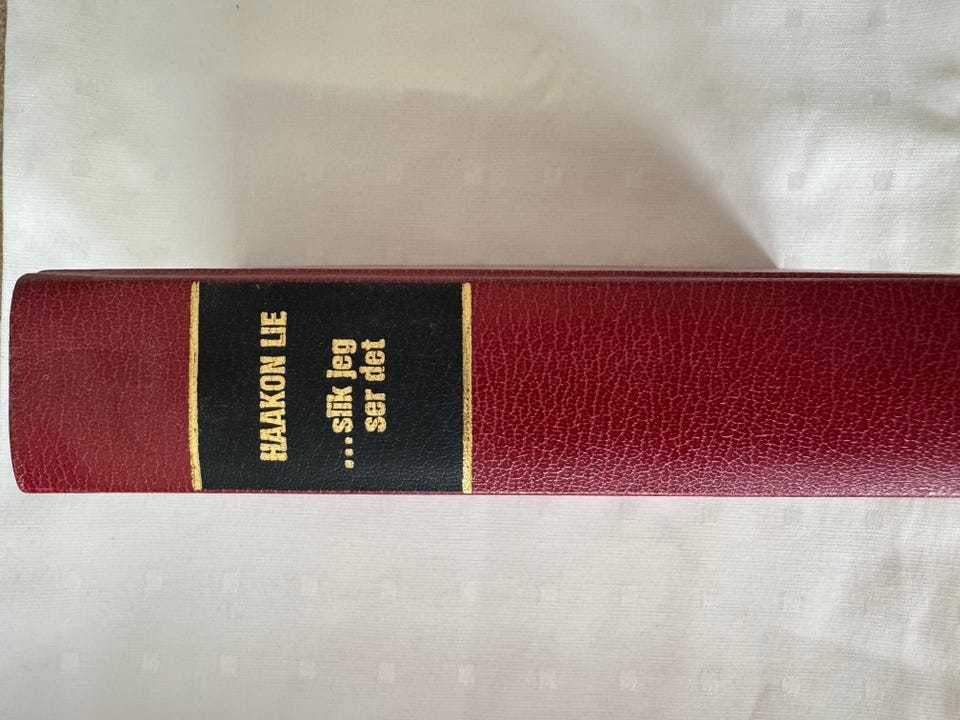 HAAKON LIE
...slik jeg
ser det